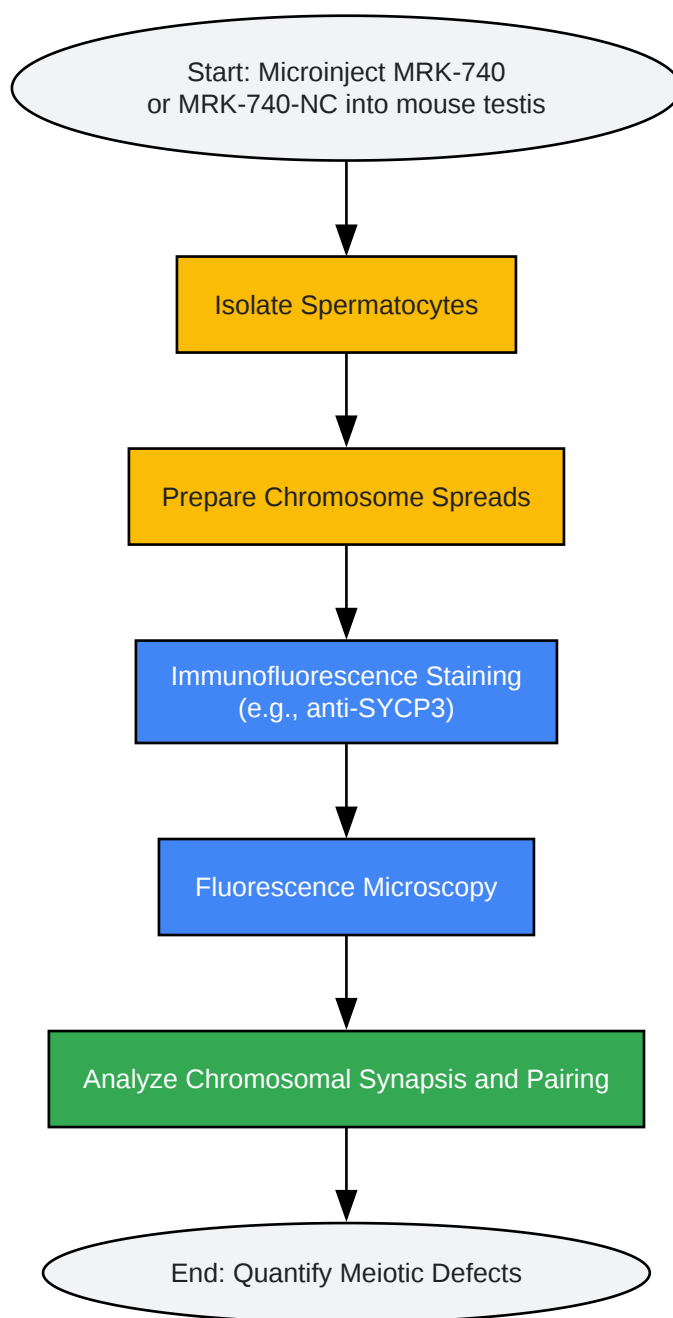 Start: Microinject MRK-740
or MRK-740-NC into mouse testis
Isolate Spermatocytes
Prepare Chromosome Spreads
Immunofluorescence Staining
(e.g., anti-SYCP3)
Fluorescence Microscopy
Analyze Chromosomal Synapsis and Pairing
End: Quantify Meiotic Defects